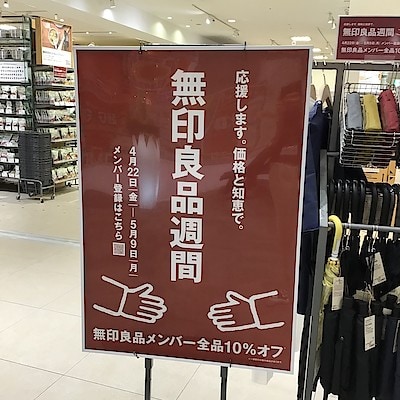 応援します。価格と知恵で。
無印良品週間
4月22日(金)―5月9日(月)
メンバー登録はこちら
無印良品メンバー全品10%オフ
無印良品週間